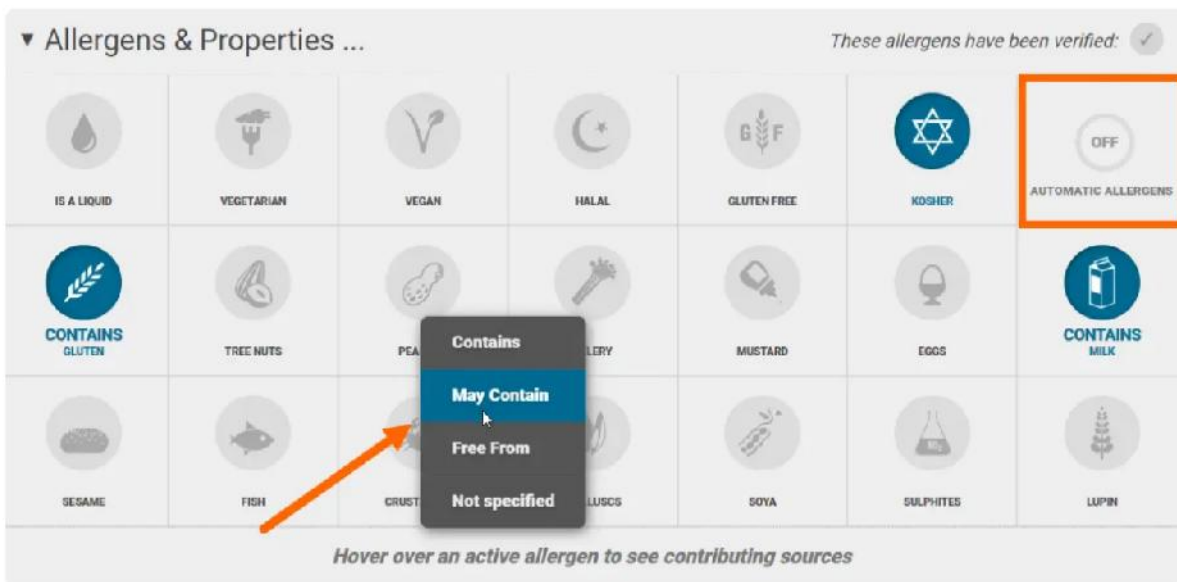 ▼ Allergens & Properties ...
These allergens have been verified: ✓
G F
OFF
IS A LIQUID
VEGETARIAN
VEGAN
HALAL
GLUTEN FREE
KOSHER
AUTOMATIC ALLERGENS
CONTAINS
GLUTEN
TREE NUTS
PEA
LERY
MUSTARD
EGGS
CONTAINS
MILK
Contains
May Contain
Free From
Not specified
SESAME
FISH
CRUST
LUSCS
SOYA
SULPHITES
LUPIN
Hover over an active allergen to see contributing sources